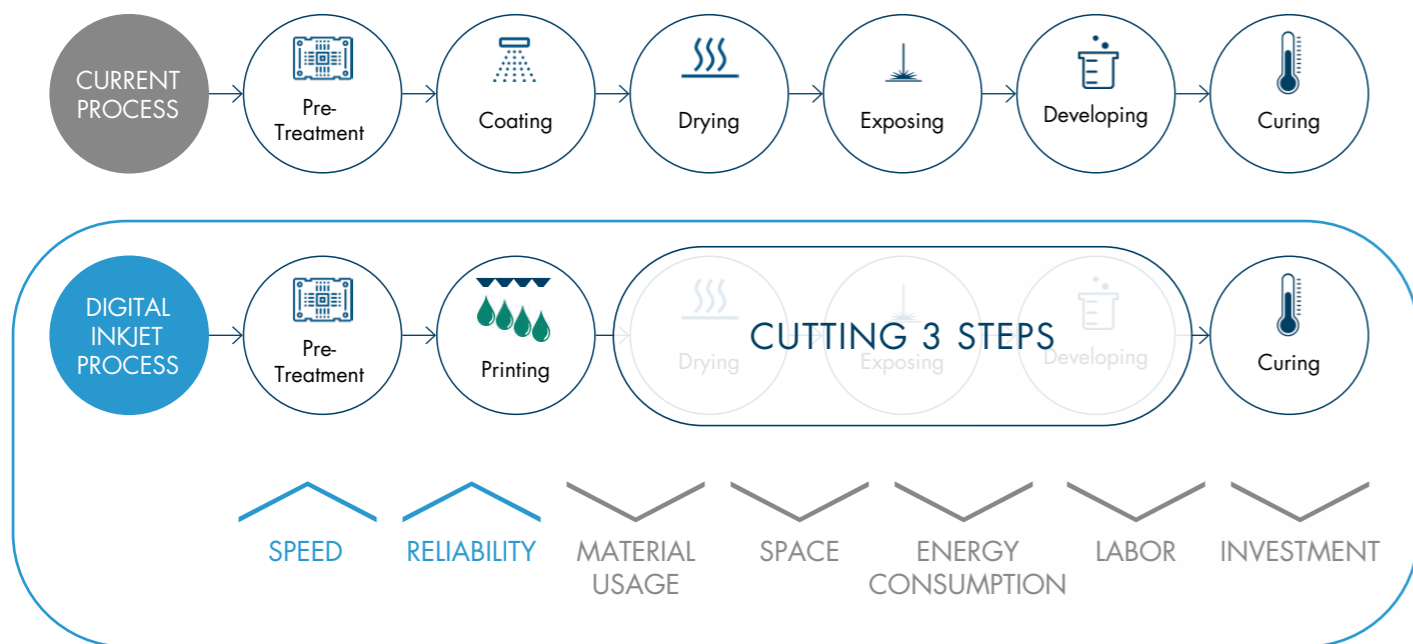 CURRENT
PROCESS
Pre-
Treatment
Coating
Drying
Exposing
Developing
Curing
DIGITAL
INKJET
PROCESS
Pre-
Treatment
Printing
Drying
Exposing
Developing
CUTTING 3 STEPS
Curing
SPEED
RELIABILITY
MATERIAL
USAGE
SPACE
ENERGY
CONSUMPTION
LABOR
INVESTMENT